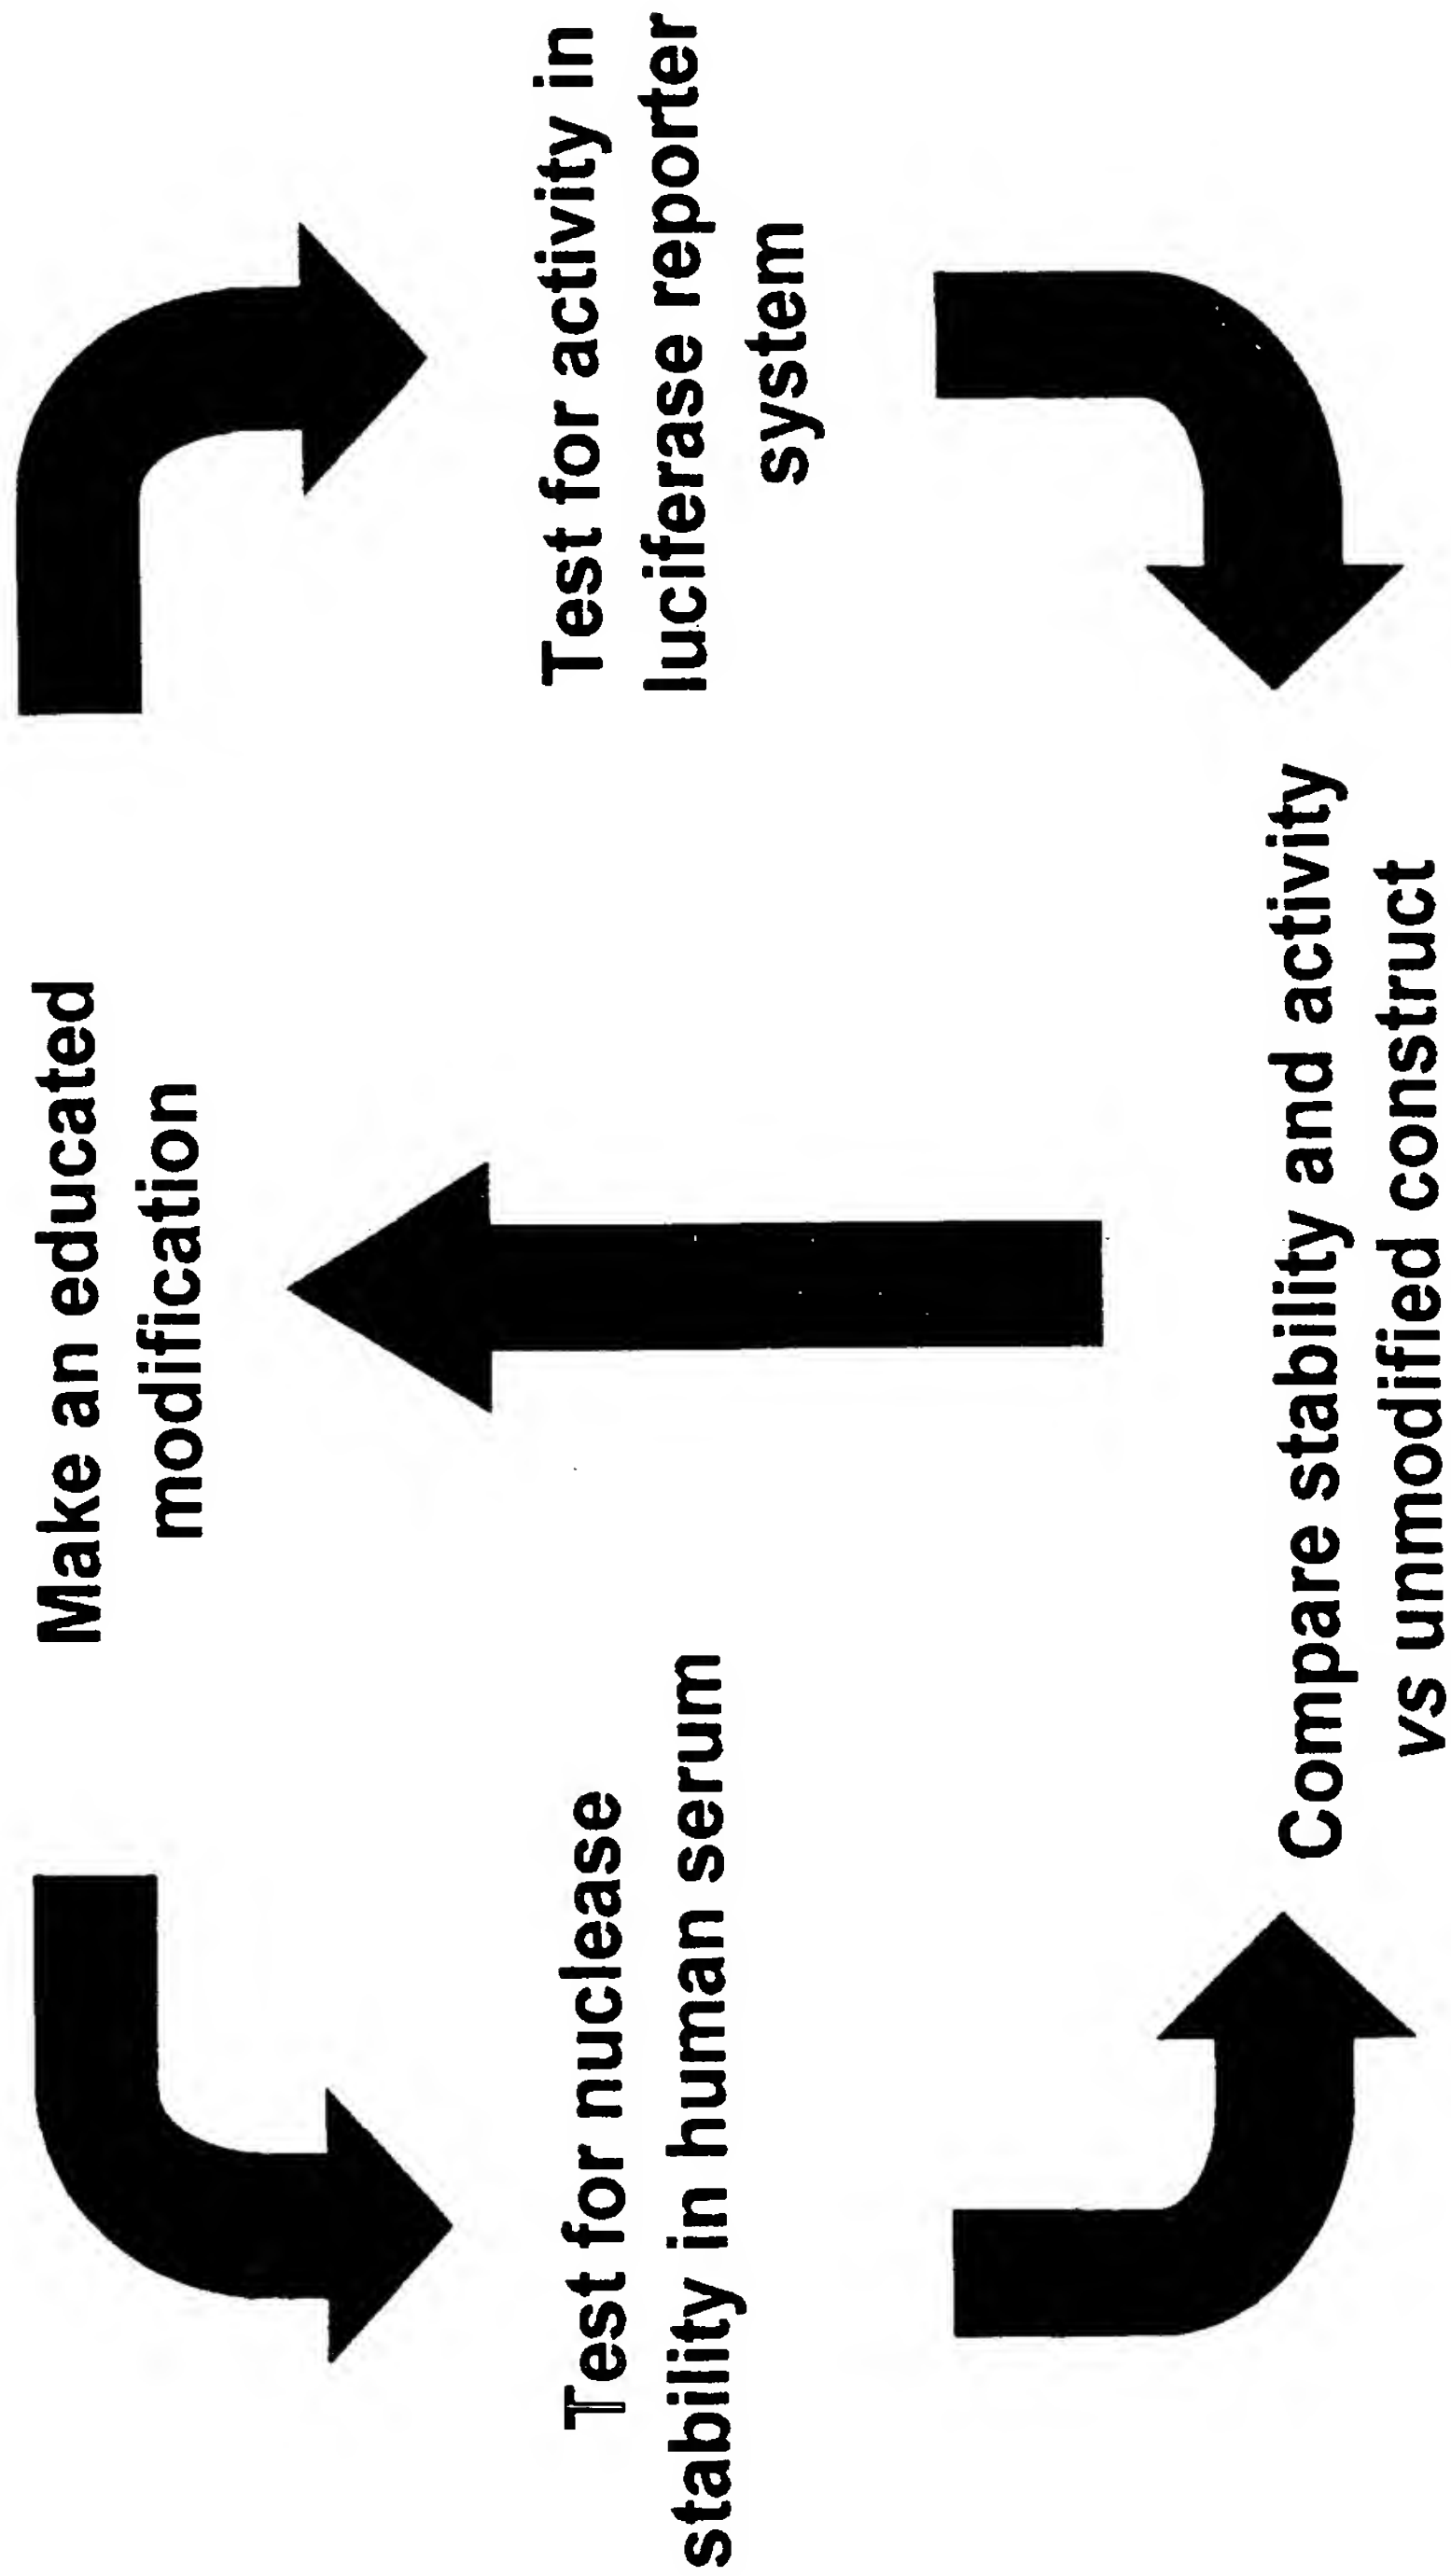 Make an educated
modification
Test for nuclease
stability in human serum
Test for activity in
luciferase reporter
system
Compare stability and activity
vs unmodified construct